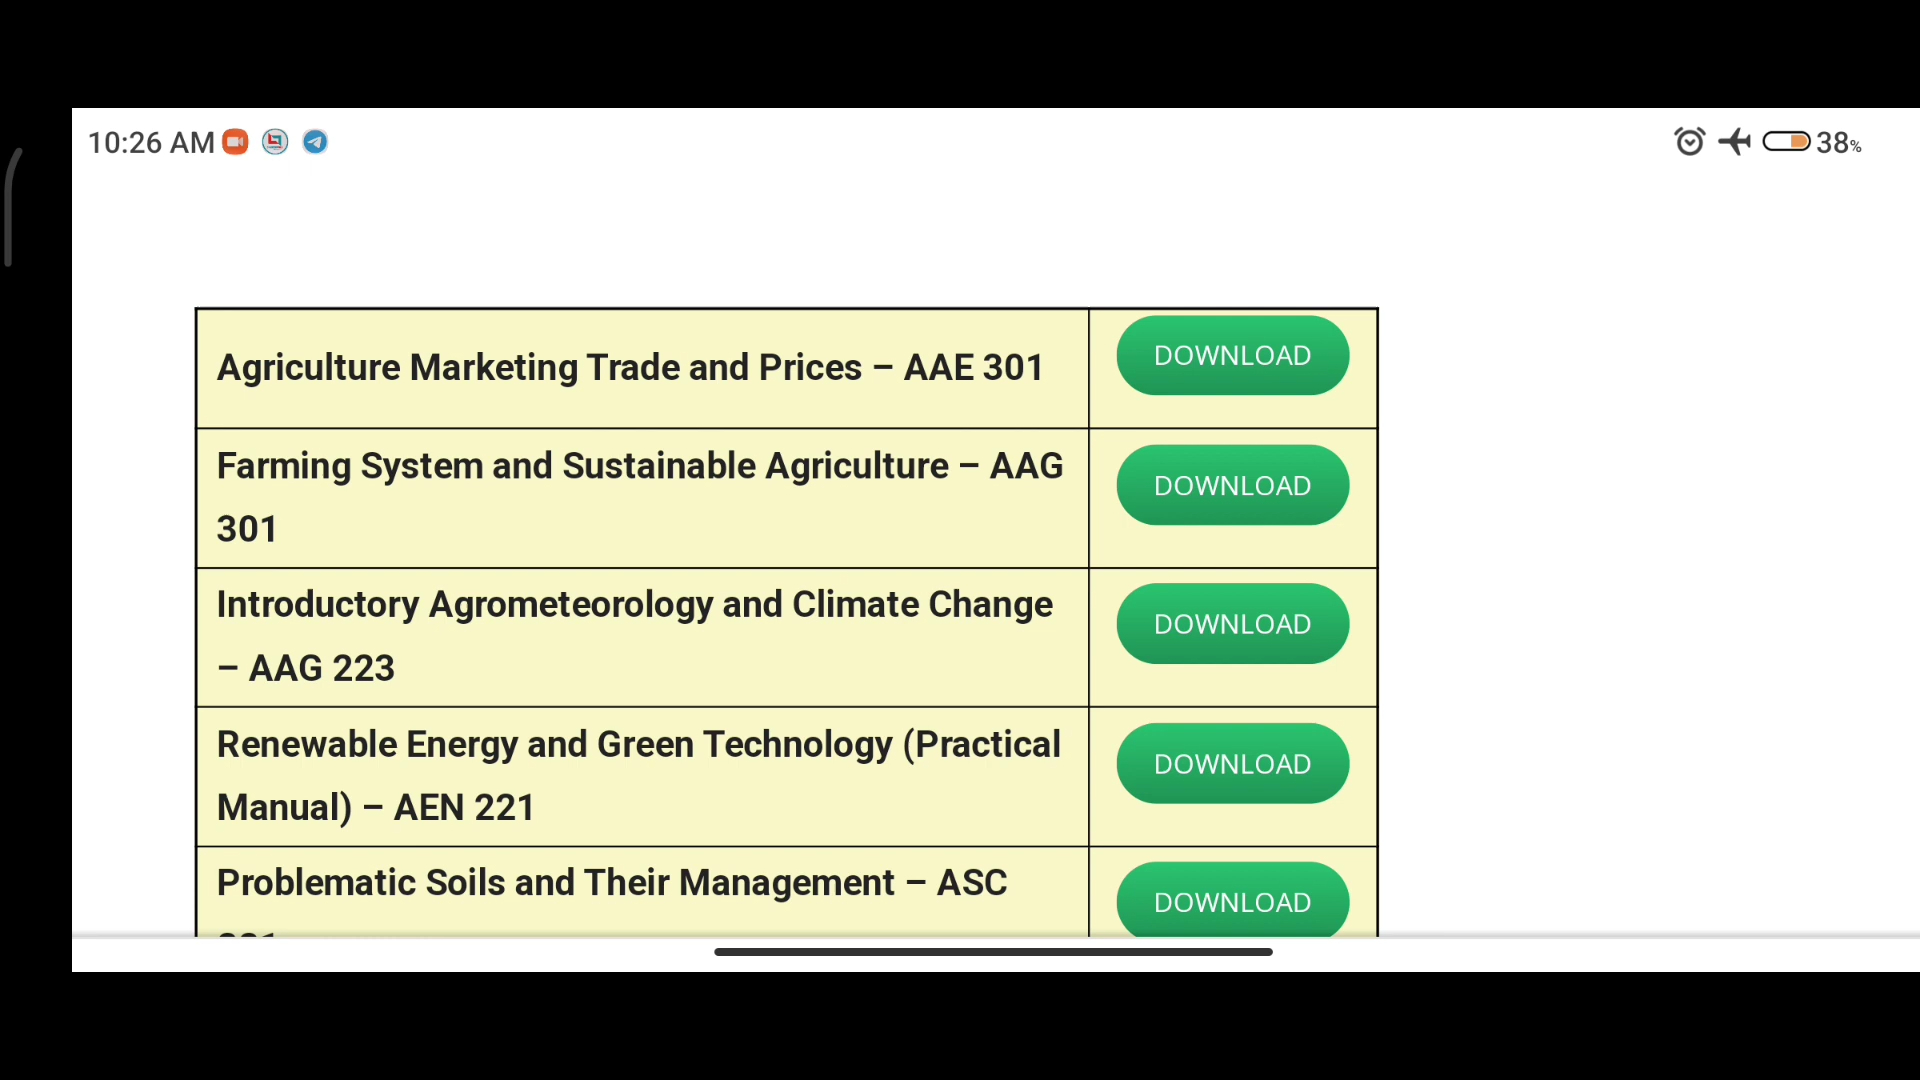 10:26 AM
38%
Agriculture Marketing Trade and Prices – AAE 301
DOWNLOAD
Farming System and Sustainable Agriculture – AAG
301
DOWNLOAD
Introductory Agrometeorology and Climate Change
– AAG 223
DOWNLOAD
Renewable Energy and Green Technology (Practical
Manual) – AEN 221
DOWNLOAD
Problematic Soils and Their Management – ASC
DOWNLOAD